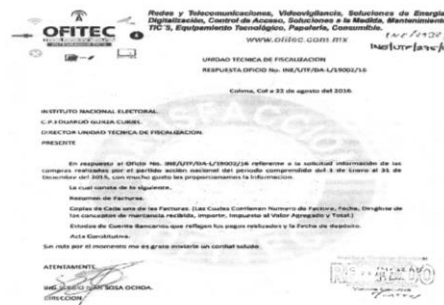 OFITEC
Redes y Telecomunicaciones, Videovigilancia, Soluciones de Energía
Digitalización, Control de Acceso, Soluciones a la Medida, Mantenimiento
TIC´S, Equipamiento Tecnológico, Papelería, Consumible.
www.ofitec.com.mx
UNIDAD TECNICA DE FISCALIZACION
RESPUESTA OFICIO No. INE/UTF/DA-L/19002/16
Colima, Col a 22 de agosto del 2016.
INSTITUTO NACIONAL ELECTORAL.
C.P. EDUARDO GURZA CURIEL.
DIRECTOR UNIDAD TECNICA DE FISCALIZACION.
PRESENTE
En respuesta al Oficio No. INE/UTF/DA-L/19002/16 referente a la solicitud información de las
compras realizadas por el partido acción nacional del periodo comprendido del 1 de Enero al 31 de
Diciembre del 2015, con mucho gusto les proporcionamos la información.
La cual consta de lo siguiente.
Resumen de Facturas.
Copias de Cada una de las Facturas. (Las Cuales Contienen Numero de Factura, Fecha, Desglose de
los conceptos de mercancía recibida, importe, Impuesto al Valor Agregado y Total.)
Estados de Cuenta Bancarios que reflejan los pagos realizados y la Fecha de deposito.
Acta Constitutiva.
Sin más por el momento me es grato enviarle un cordial saludo.
ATENTAMENTE
SOSA OCHOA.
DIRECCION